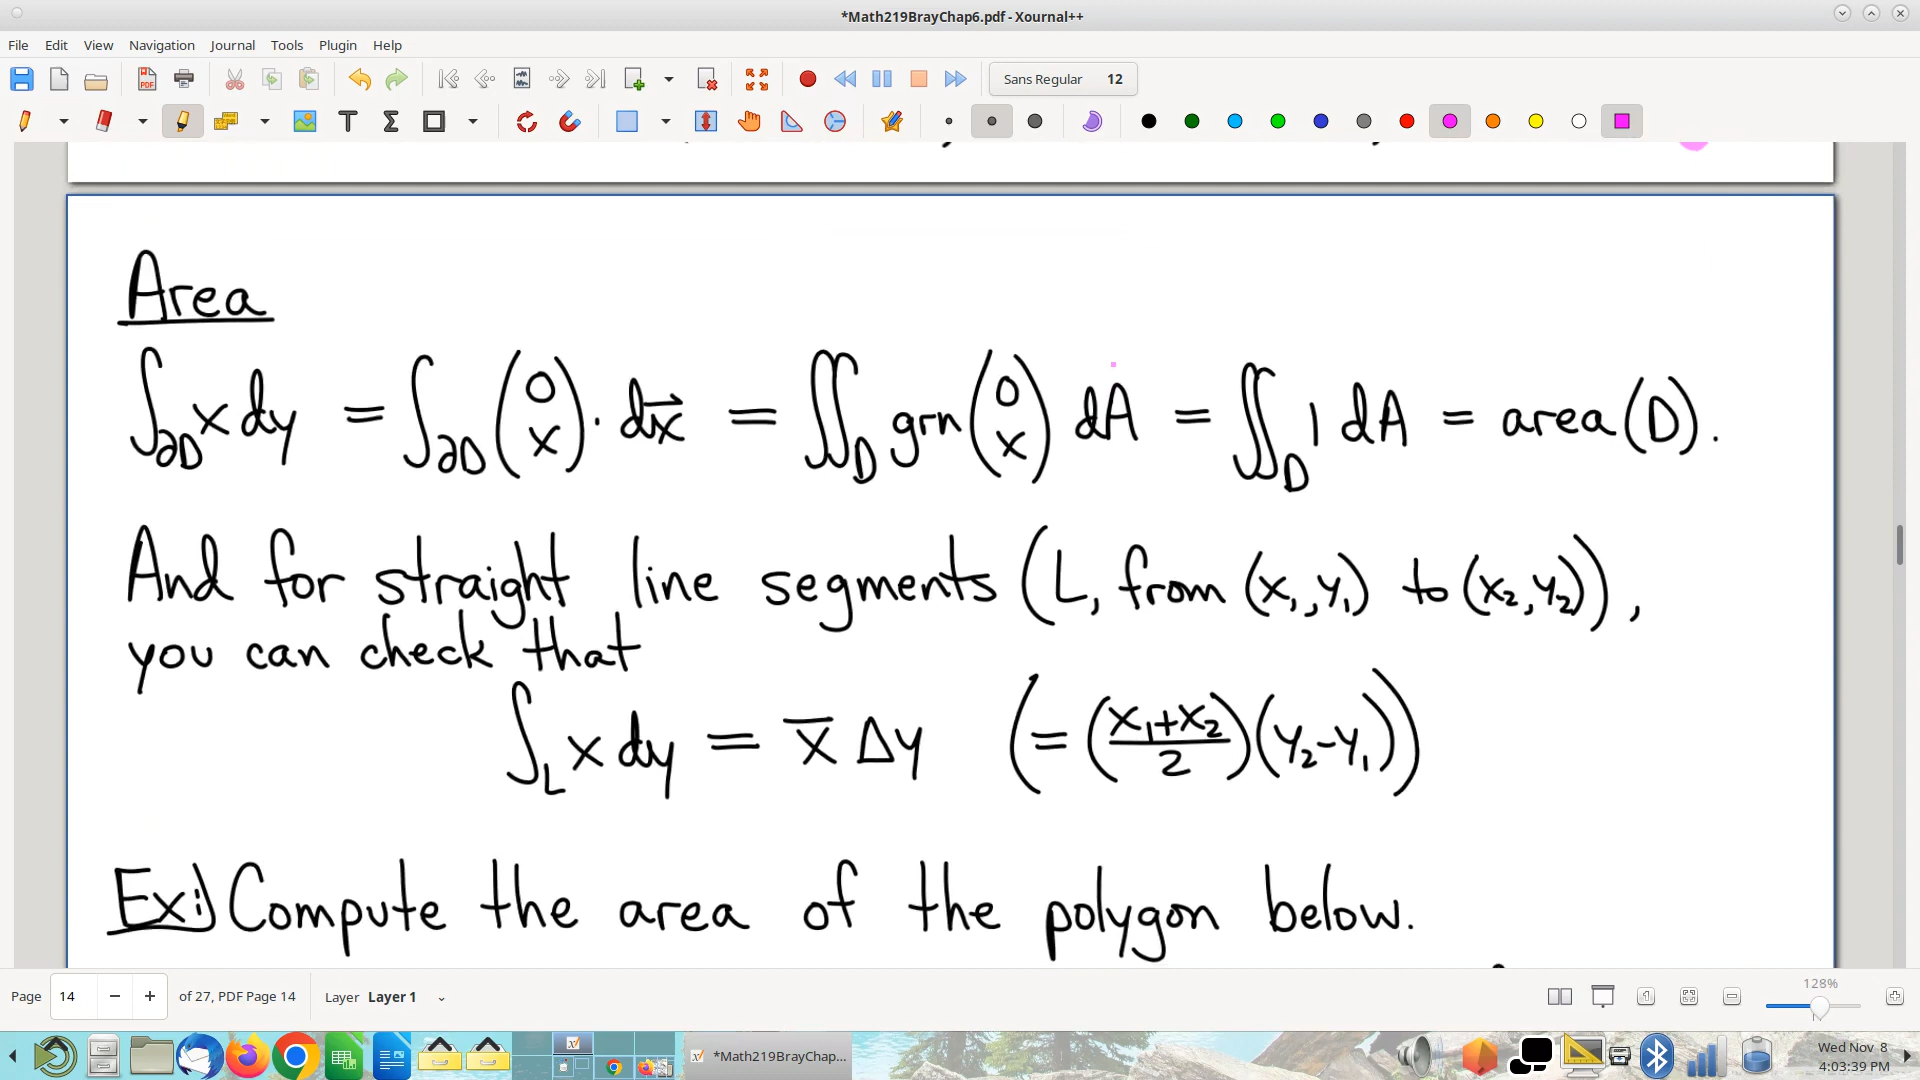 *Math219BrayChap6.pdf - Xournal++
File Edit View Navigation Journal Tools Plugin Help
Sans Regular 12
Area
∫_∂D x dy = ∫_∂D (0 x) · dx⃗ = ∬_D grn (0 x) dA = ∬_D 1 dA = area(D).
And for straight line segments (L, from (x₁,y₁) to (x₂,y₂)),
you can check that
∫_L x dy = x̄ Δy (= ((x₁+x₂)/2)(y₂-y₁))
Ex:) Compute the area of the polygon below.
Page 14 of 27, PDF Page 14 Layer Layer 1 128%
*Math219BrayChap...
Wed Nov 8
4:03:39 PM